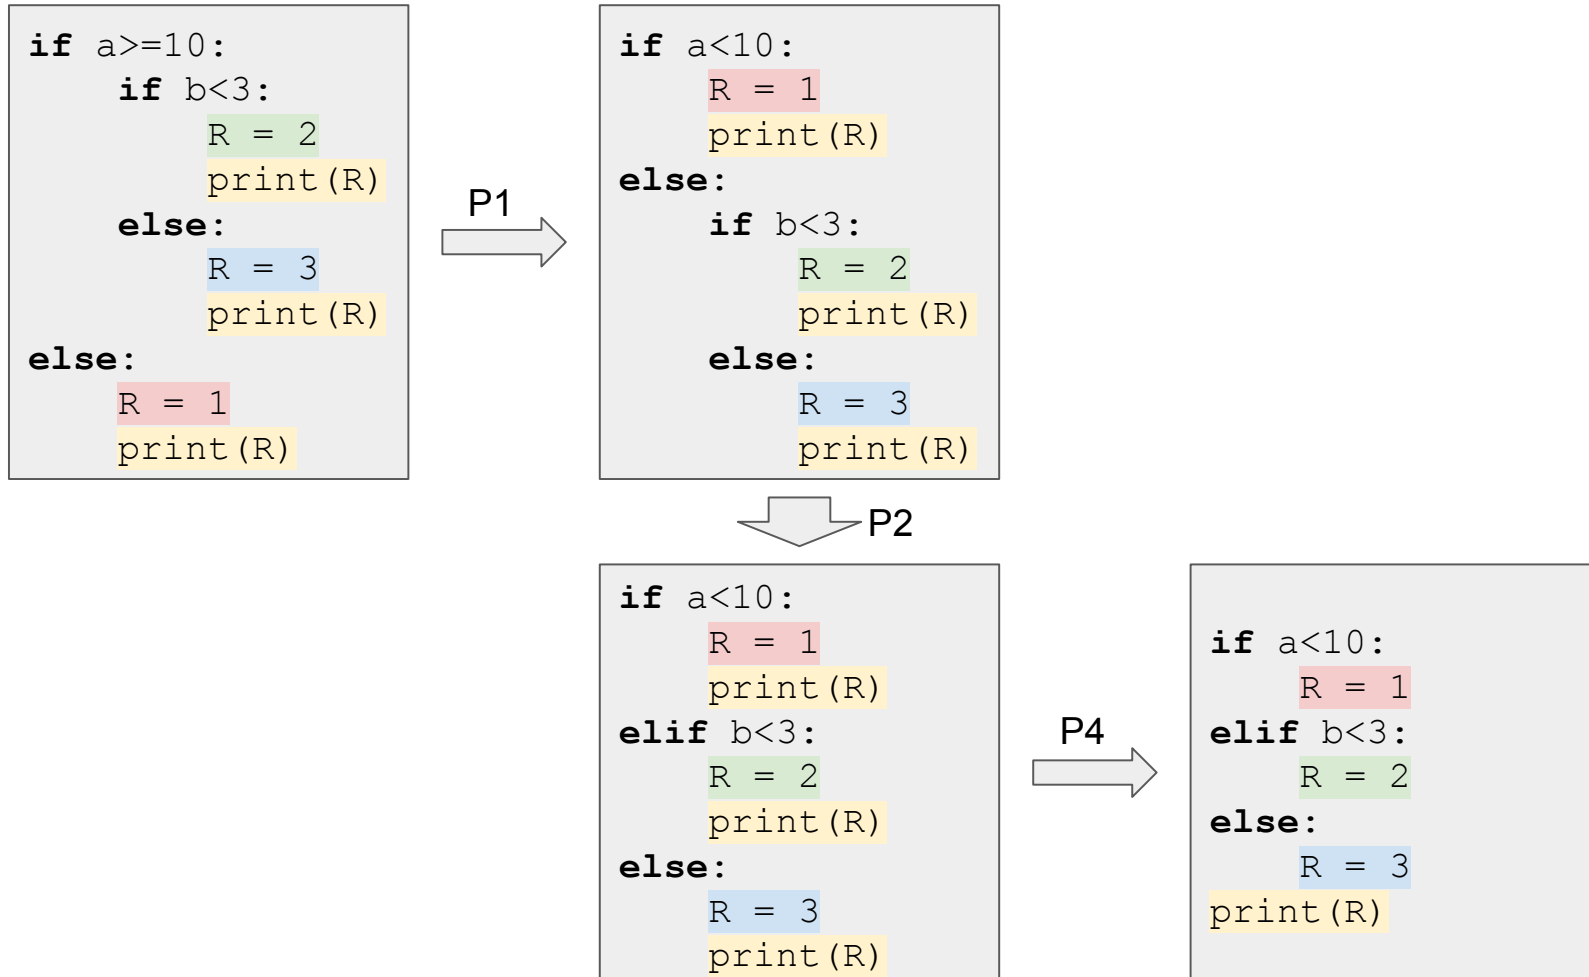 if a>=10:
     if b<3:
          R = 2
          print(R)
     else:
          R = 3
          print(R)
else:
     R = 1
     print(R)
P1
if a<10:
     R = 1
     print(R)
else:
     if b<3:
          R = 2
          print(R)
     else:
          R = 3
          print(R)
P2
if a<10:
     R = 1
     print(R)
elif b<3:
     R = 2
     print(R)
else:
     R = 3
     print(R)
P4
if a<10:
     R = 1
elif b<3:
     R = 2
else:
     R = 3
print(R)